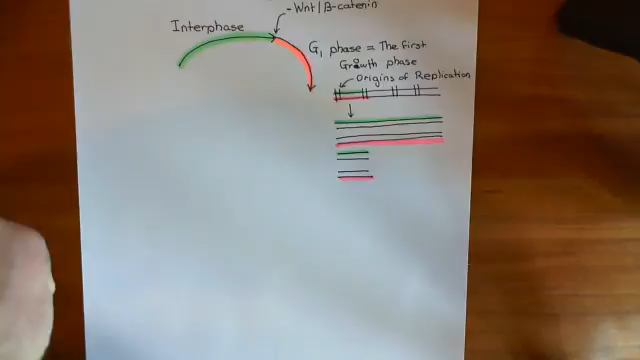 - Wnt/β-catenin
Interphase
G₁ phase = The first
Growth phase
Origins of Replication